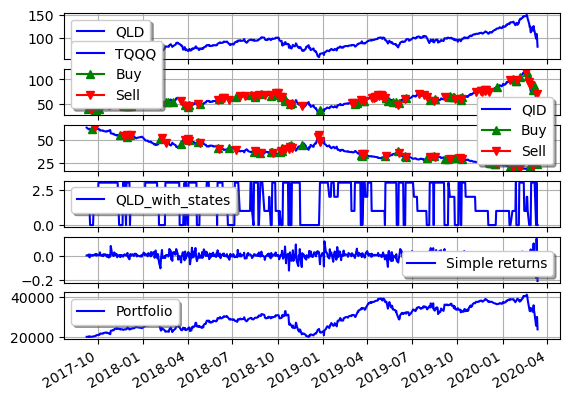 150
100
QLD
TQQQ
Buy
Sell
100
50
QID
Buy
Sell
50
25
2.5
0.0
QLD_with_states
0.0
−0.2
Simple returns
40000
20000
Portfolio
2017-10
2018-01
2018-04
2018-07
2018-10
2019-01
2019-04
2019-07
2019-10
2020-01
2020-04